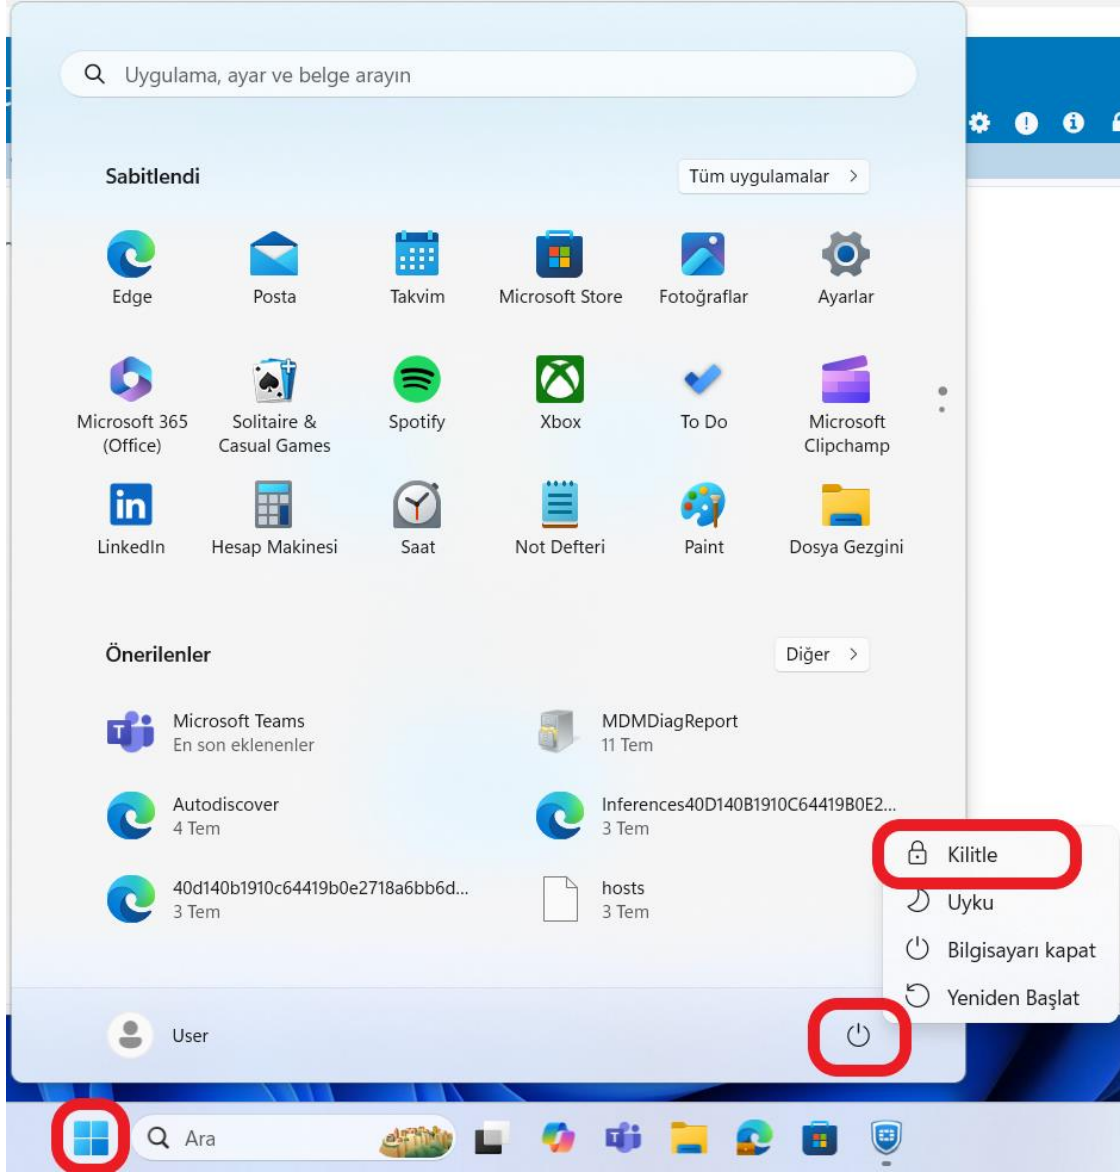 Uygulama, ayar ve belge arayın
Sabitlendi
Tüm uygulamalar
Edge
Posta
Takvim
Microsoft Store
Fotoğraflar
Ayarlar
Microsoft 365
(Office)
Solitaire &
Casual Games
Spotify
Xbox
To Do
Microsoft
Clipchamp
LinkedIn
Hesap Makinesi
Saat
Not Defteri
Paint
Dosya Gezgini
Önerilenler
Diğer
Microsoft Teams
En son eklenenler
MDMDiagReport
11 Tem
Autodiscover
4 Tem
Inferences40D140B1910C64419B0E2...
3 Tem
40d140b1910c64419b0e2718a6bb6d...
3 Tem
hosts
3 Tem
Kilitle
Uyku
Bilgisayarı kapat
Yeniden Başlat
User
Ara